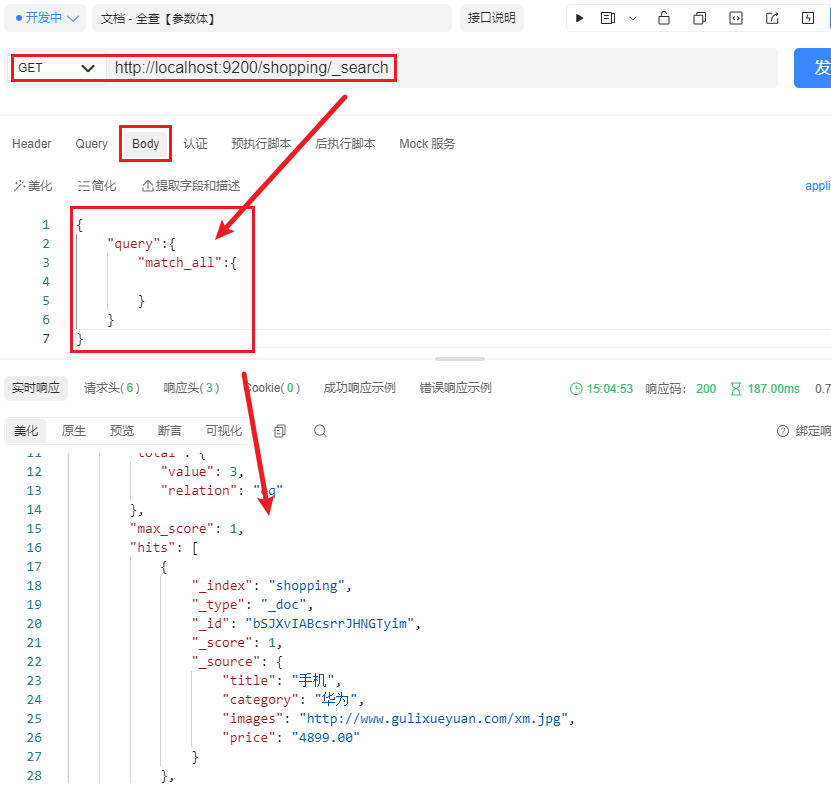 开发中 文档 - 全查【参数体】 接口说明
GET http://localhost:9200/shopping/_search 发
Header Query Body 认证 预执行脚本 后执行脚本 Mock 服务
美化 简化 提取字段和描述 appli
1 {
2 "query":{
3 "match_all":{
4
5 }
6 }
7 }
实时响应 请求头( 6 ) 响应头( 3 ) Cookie( 0 ) 成功响应示例 错误响应示例 15:04:53 响应码: 200 187.00ms 0.7
美化 原生 预览 断言 可视化 绑定响
11 "total": {
12 "value": 3,
13 "relation": "eq"
14 },
15 "max_score": 1,
16 "hits": [
17 {
18 "_index": "shopping",
19 "_type": "_doc",
20 "_id": "bSJXvIABcsrrJHNGTyim",
21 "_score": 1,
22 "_source": {
23 "title": "手机",
24 "category": "华为",
25 "images": "http://www.gulixueyuan.com/xm.jpg",
26 "price": "4899.00"
27 }
28 },